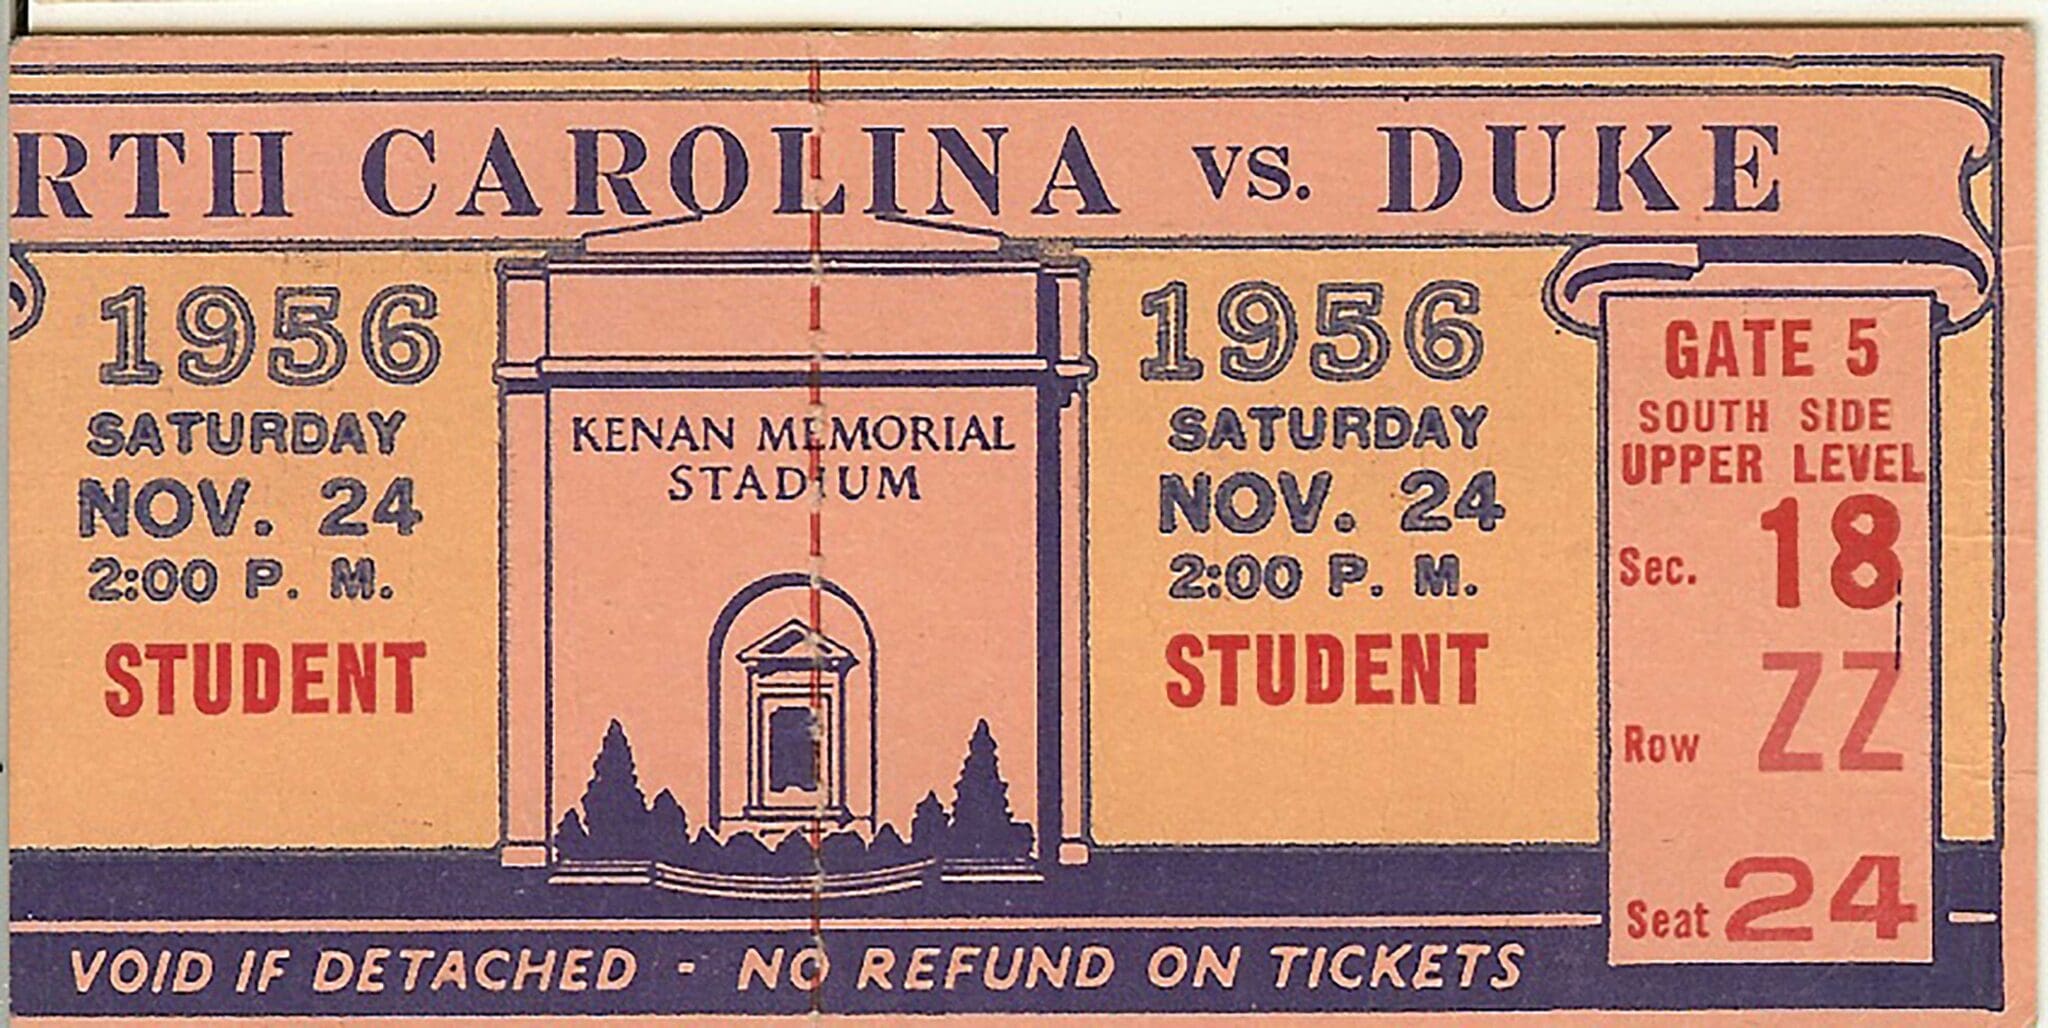 RTH CAROLINA vs. DUKE
1956
SATURDAY
NOV. 24
2:00 P. M.
STUDENT
KENAN MEMORIAL
STADIUM
1956
SATURDAY
NOV. 24
2:00 P. M.
STUDENT
GATE 5
SOUTH SIDE
UPPER LEVEL
Sec. 18
Row ZZ
Seat 24
VOID IF DETACHED - NO REFUND ON TICKETS